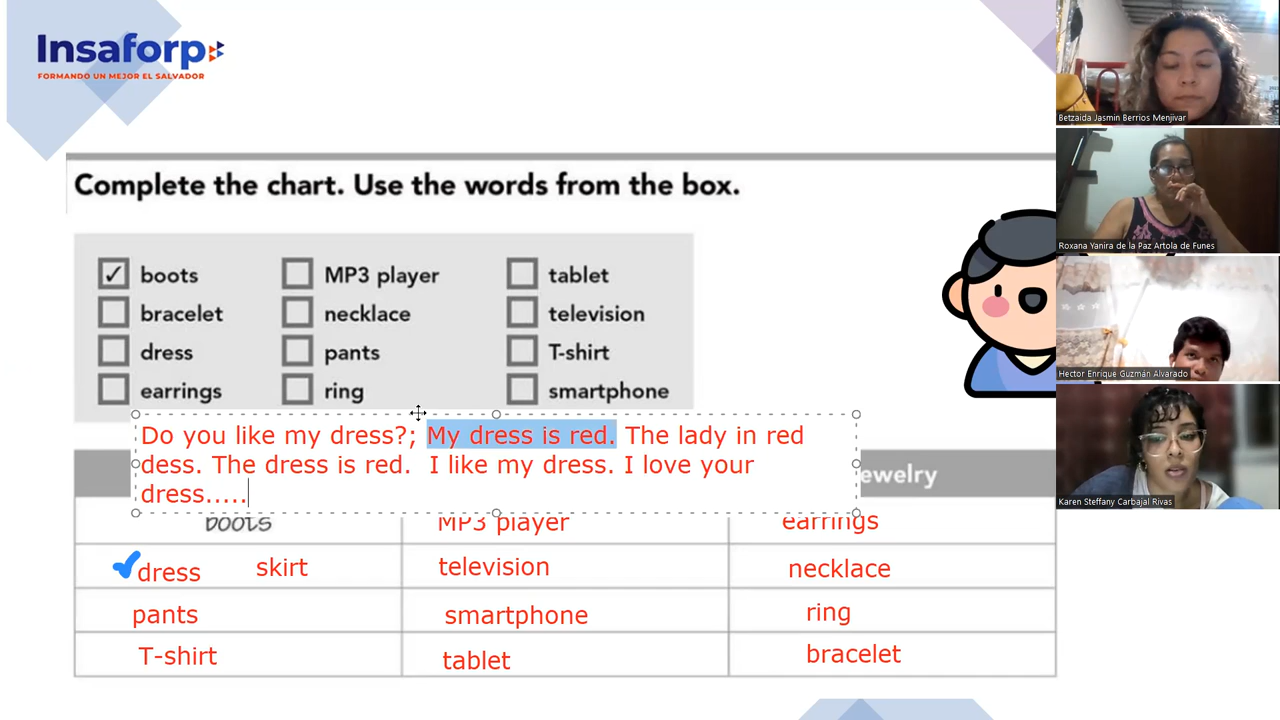 Insaforp
FORMANDO UN MEJOR EL SALVADOR
Complete the chart. Use the words from the box.
✓ boots MP3 player tablet
bracelet necklace television
dress pants T-shirt
earrings ring smartphone
Do you like my dress?; My dress is red. The lady in red
dess. The dress is red. I like my dress. I love your
dress.....
ewelry
boots MP3 player earrings
dress skirt television necklace
pants smartphone ring
T-shirt tablet bracelet
Betzaida Jasmin Berrios Menjivar
Roxana Yanira de la Paz Artola de Funes
Hector Enrique Guzmán Alvarado
Karen Steffany Carbajal Rivas